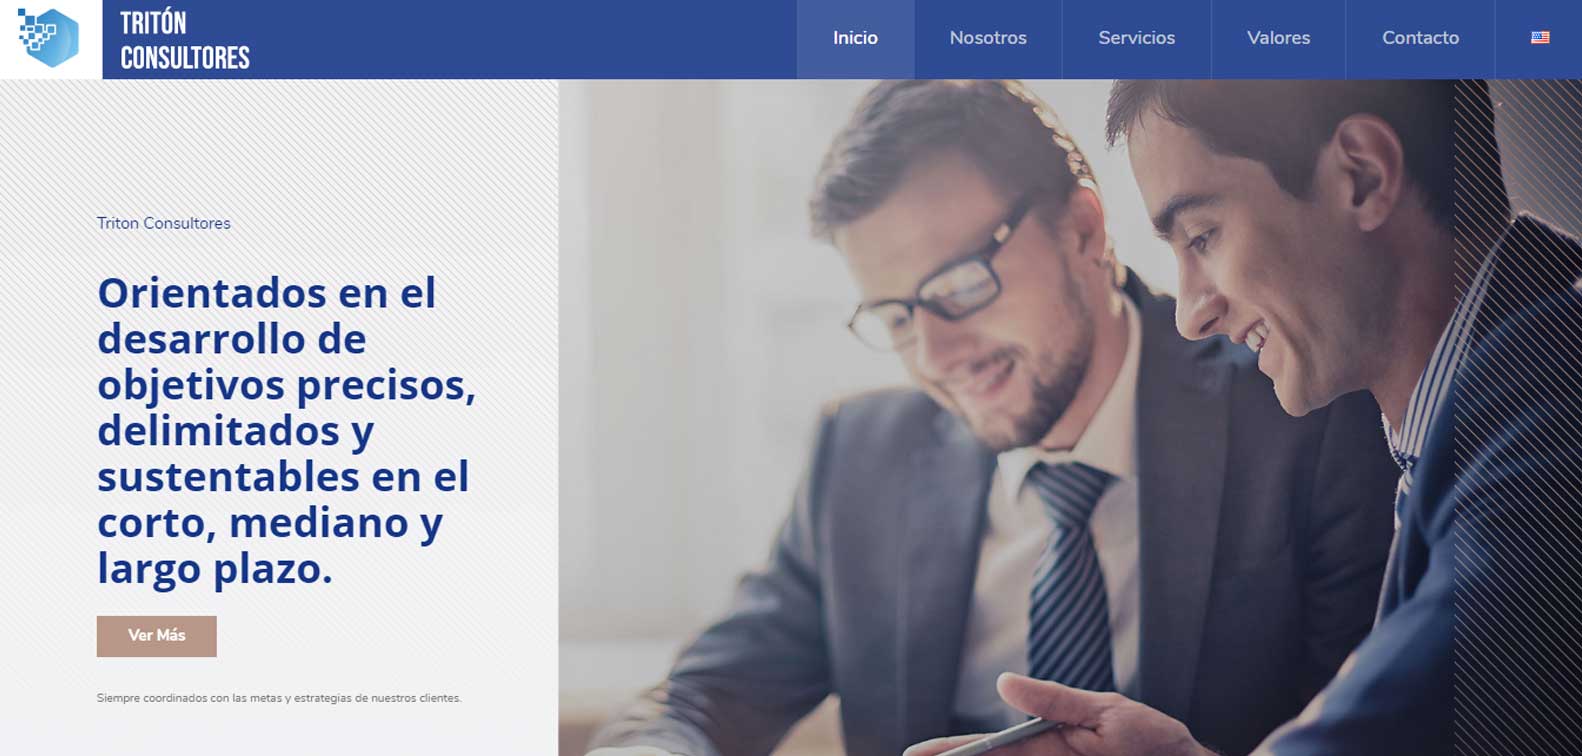 TRITÓN
CONSULTORES
Inicio
Nosotros
Servicios
Valores
Contacto
Triton Consultores
Orientados en el
desarrollo de
objetivos precisos,
delimitados y
sustentables en el
corto, mediano y
largo plazo.
Ver Más
Siempre coordinados con las metas y estrategias de nuestros clientes.